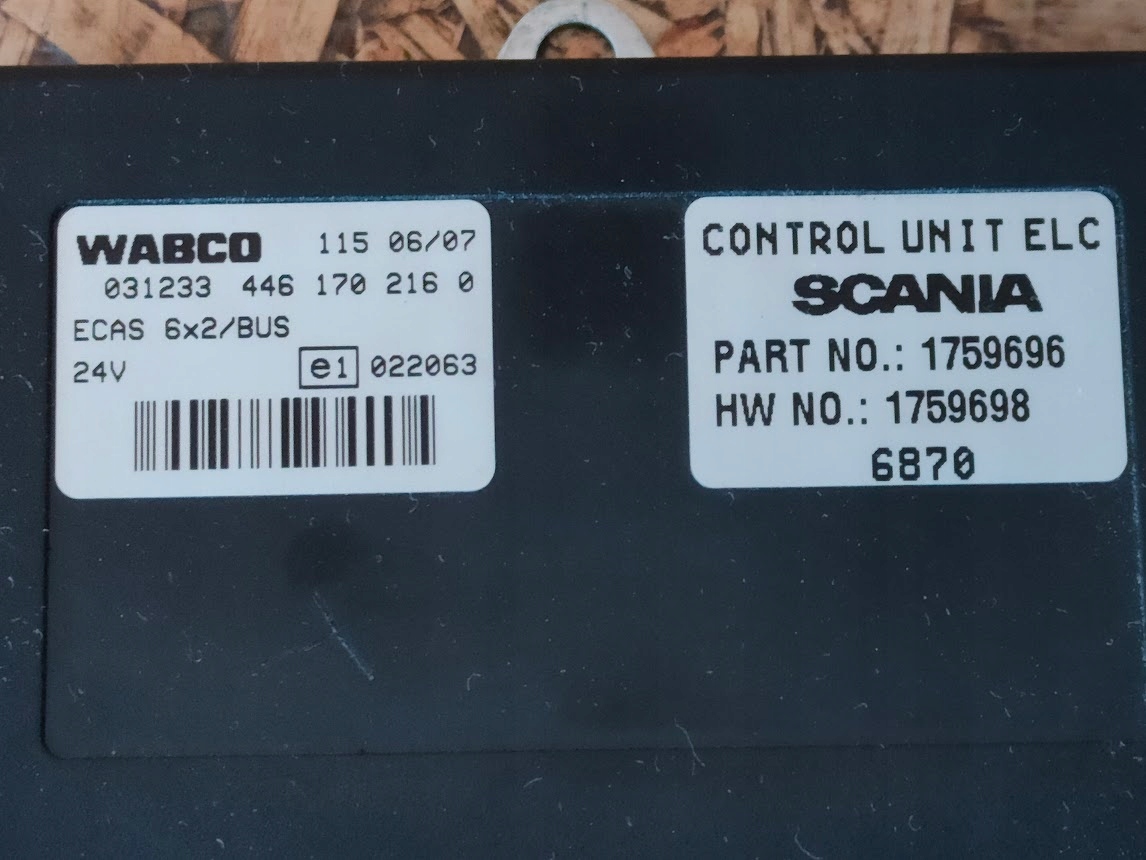 WABCO 115 06/07
031233 446 170 216 0
ECAS 6x2/BUS
24V e1 022063
CONTROL UNIT ELC
SCANIA
PART NO.: 1759696
HW NO.: 1759698
6870